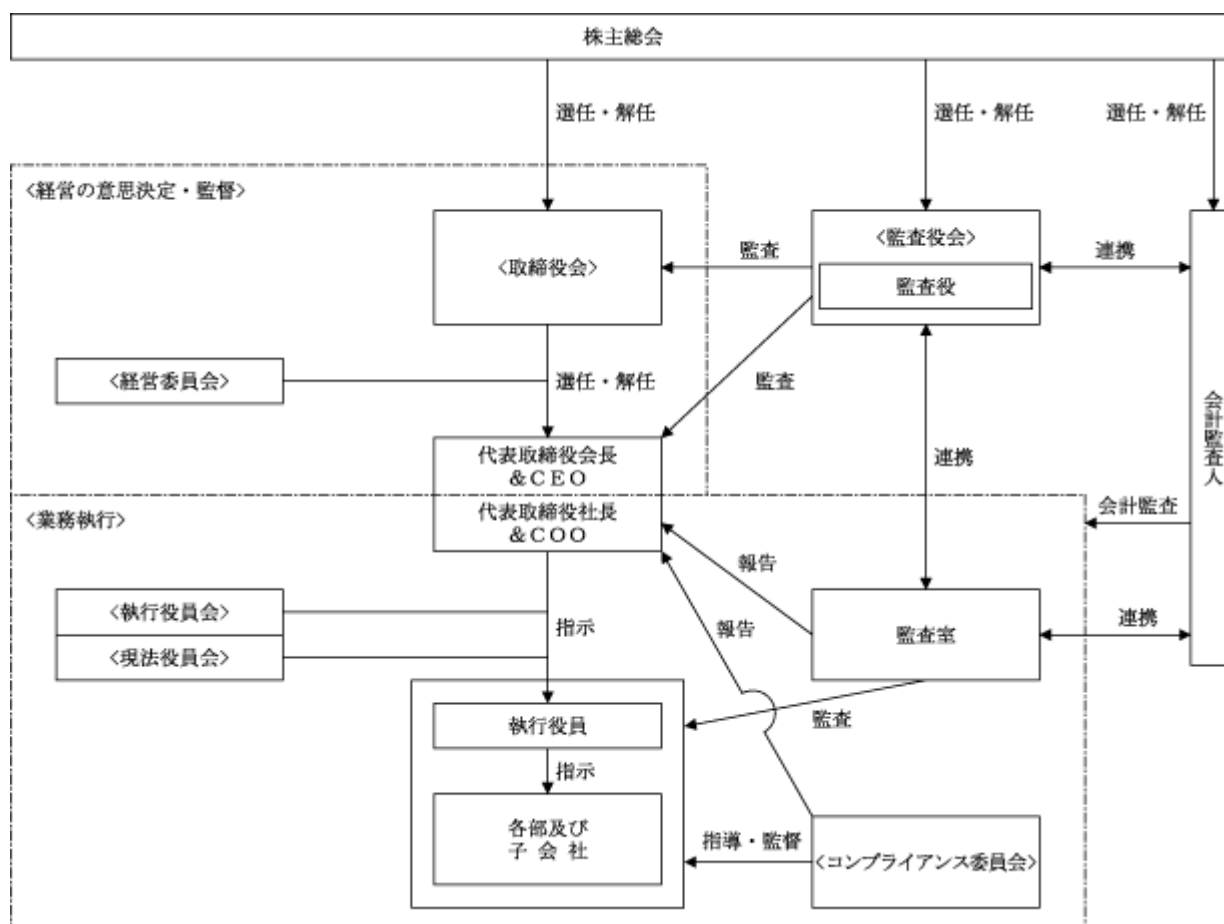 株主総会
選任・解任
選任・解任
選任・解任
<経営の意思決定・監督>
<取締役会>
監査
<監査役会>
監査役
連携
<経営委員会>
選任・解任
監査
会計監査人
代表取締役会長
&CEO
連携
<業務執行>
代表取締役社長
&COO
会計監査
報告
<執行役員会>
指示
報告
監査室
連携
<現法役員会>
執行役員
監査
指示
各部及び
子会社
指導・監督
<コンプライアンス委員会>